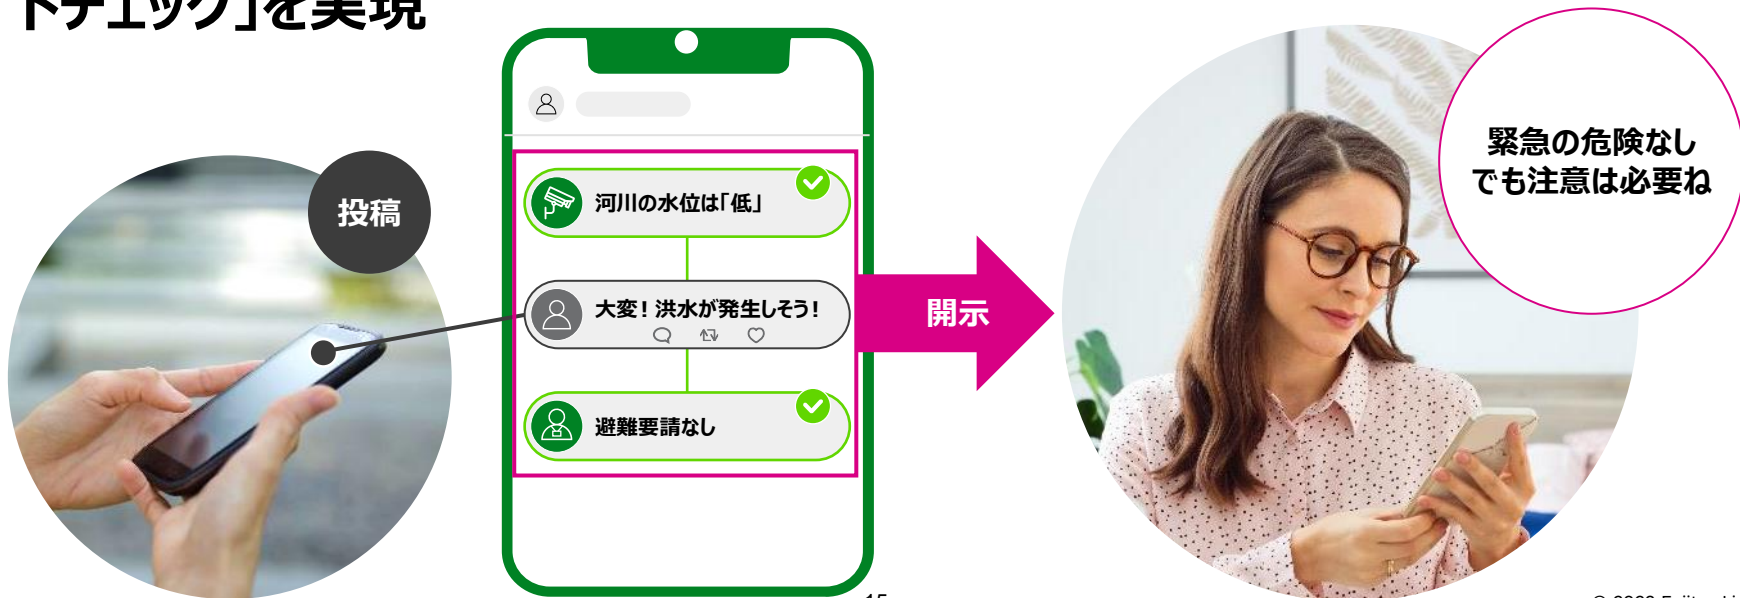 ドチェック」を実現
投稿
河川の水位は「低」
大変！洪水が発生しそう！
避難要請なし
開示
緊急の危険なし
でも注意は必要ね